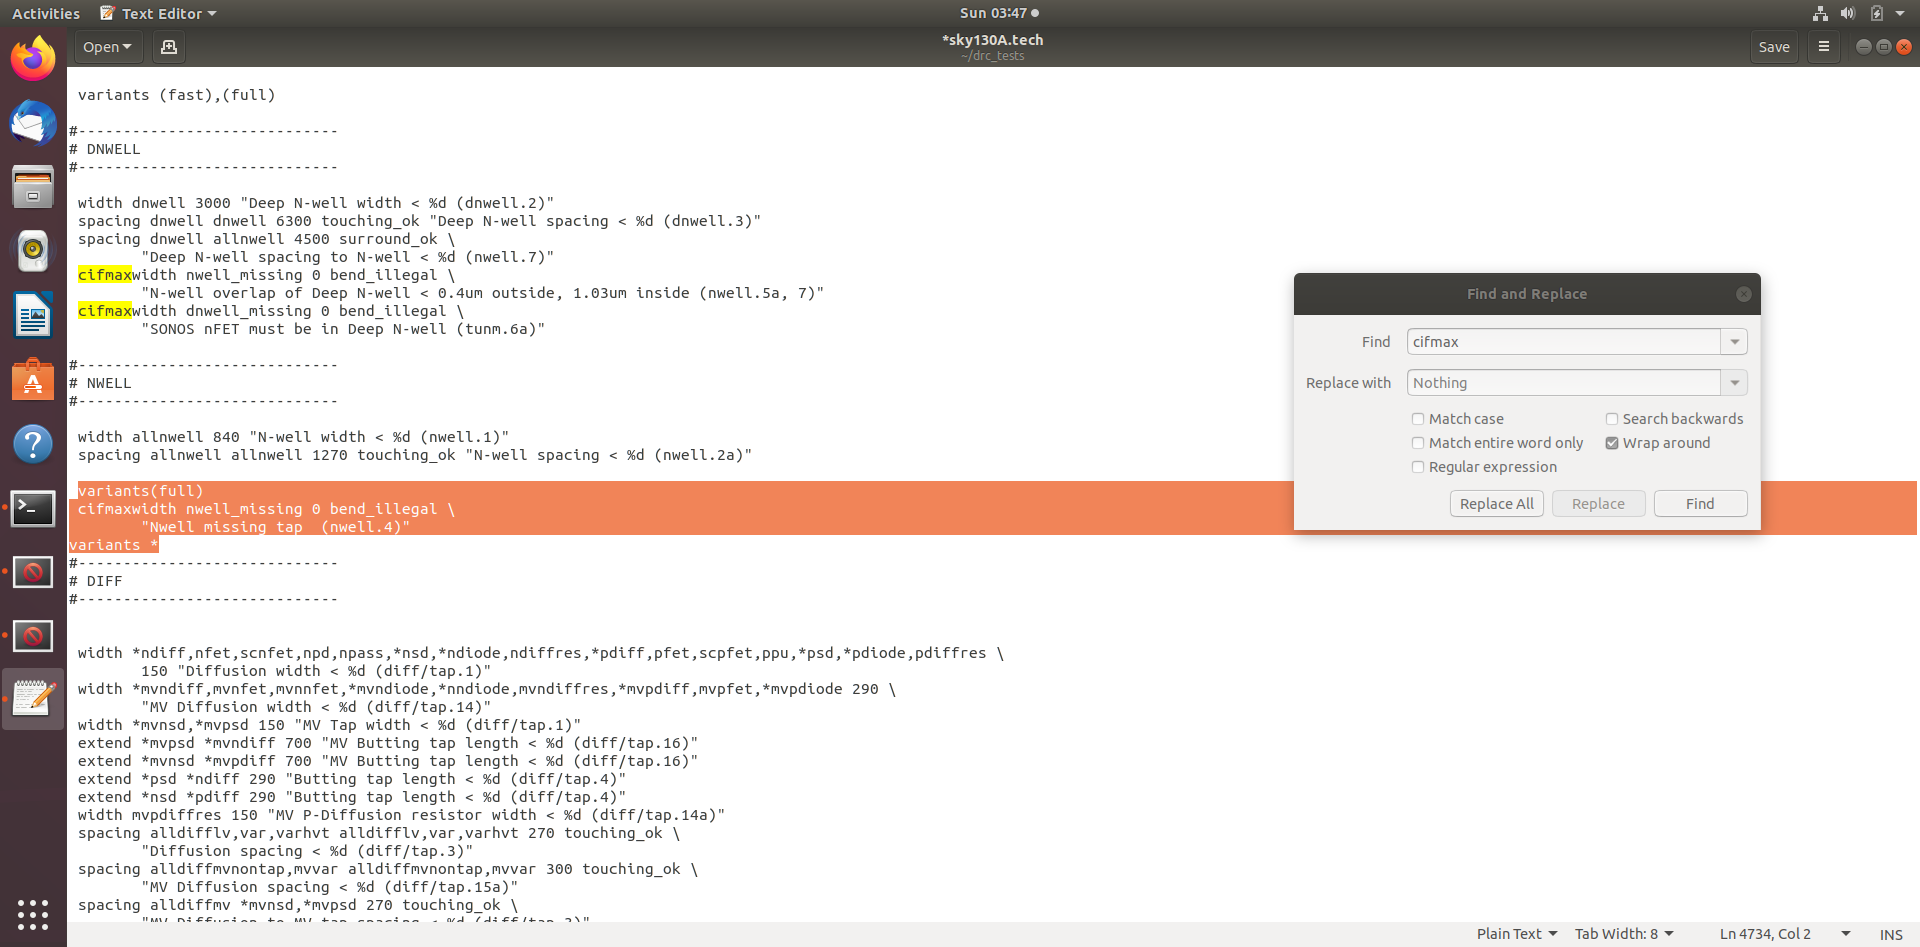 Activities Text Editor Sun 03:47
Open *sky130A.tech Save
~/drc_tests
variants (fast),(full)
#-----------------------------
# DNWELL
#-----------------------------
width dnwell 3000 "Deep N-well width < %d (dnwell.2)"
spacing dnwell dnwell 6300 touching_ok "Deep N-well spacing < %d (dnwell.3)"
spacing dnwell allnwell 4500 surround_ok \
"Deep N-well spacing to N-well < %d (nwell.7)"
cifmaxwidth nwell_missing 0 bend_illegal \
"N-well overlap of Deep N-well < 0.4um outside, 1.03um inside (nwell.5a, 7)"
cifmaxwidth dnwell_missing 0 bend_illegal \
"SONOS nFET must be in Deep N-well (tunm.6a)"
#-----------------------------
# NWELL
#-----------------------------
width allnwell 840 "N-well width < %d (nwell.1)"
spacing allnwell allnwell 1270 touching_ok "N-well spacing < %d (nwell.2a)"
variants(full)
cifmaxwidth nwell_missing 0 bend_illegal \
"Nwell missing tap  (nwell.4)"
variants *
#-----------------------------
# DIFF
#-----------------------------
width *ndiff,nfet,scnfet,npd,npass,*nsd,*ndiode,ndiffres,*pdiff,pfet,scpfet,ppu,*psd,*pdiode,pdiffres \
150 "Diffusion width < %d (diff/tap.1)"
width *mvndiff,mvnfet,mvnnfet,*mvndiode,*nndiode,mvndiffres,*mvpdiff,mvpfet,*mvpdiode 290 \
"MV Diffusion width < %d (diff/tap.14)"
width *mvnsd,*mvpsd 150 "MV Tap width < %d (diff/tap.1)"
extend *mvpsd *mvndiff 700 "MV Butting tap length < %d (diff/tap.16)"
extend *mvnsd *mvpdiff 700 "MV Butting tap length < %d (diff/tap.16)"
extend *psd *ndiff 290 "Butting tap length < %d (diff/tap.4)"
extend *nsd *pdiff 290 "Butting tap length < %d (diff/tap.4)"
width mvpdiffres 150 "MV P-Diffusion resistor width < %d (diff/tap.14a)"
spacing alldifflv,var,varhvt alldifflv,var,varhvt 270 touching_ok \
"Diffusion spacing < %d (diff/tap.3)"
spacing alldiffmvnontap,mvvar alldiffmvnontap,mvvar 300 touching_ok \
"MV Diffusion spacing < %d (diff/tap.15a)"
spacing alldiffmv *mvnsd,*mvpsd 270 touching_ok \
"MV Diffusion to MV tap spacing < %d (diff/tap.3)"
Find and Replace
Find cifmax
Replace with Nothing
Match case Search backwards
Match entire word only Wrap around
Regular expression
Replace All Replace Find
Plain Text Tab Width: 8 Ln 4734, Col 2 INS